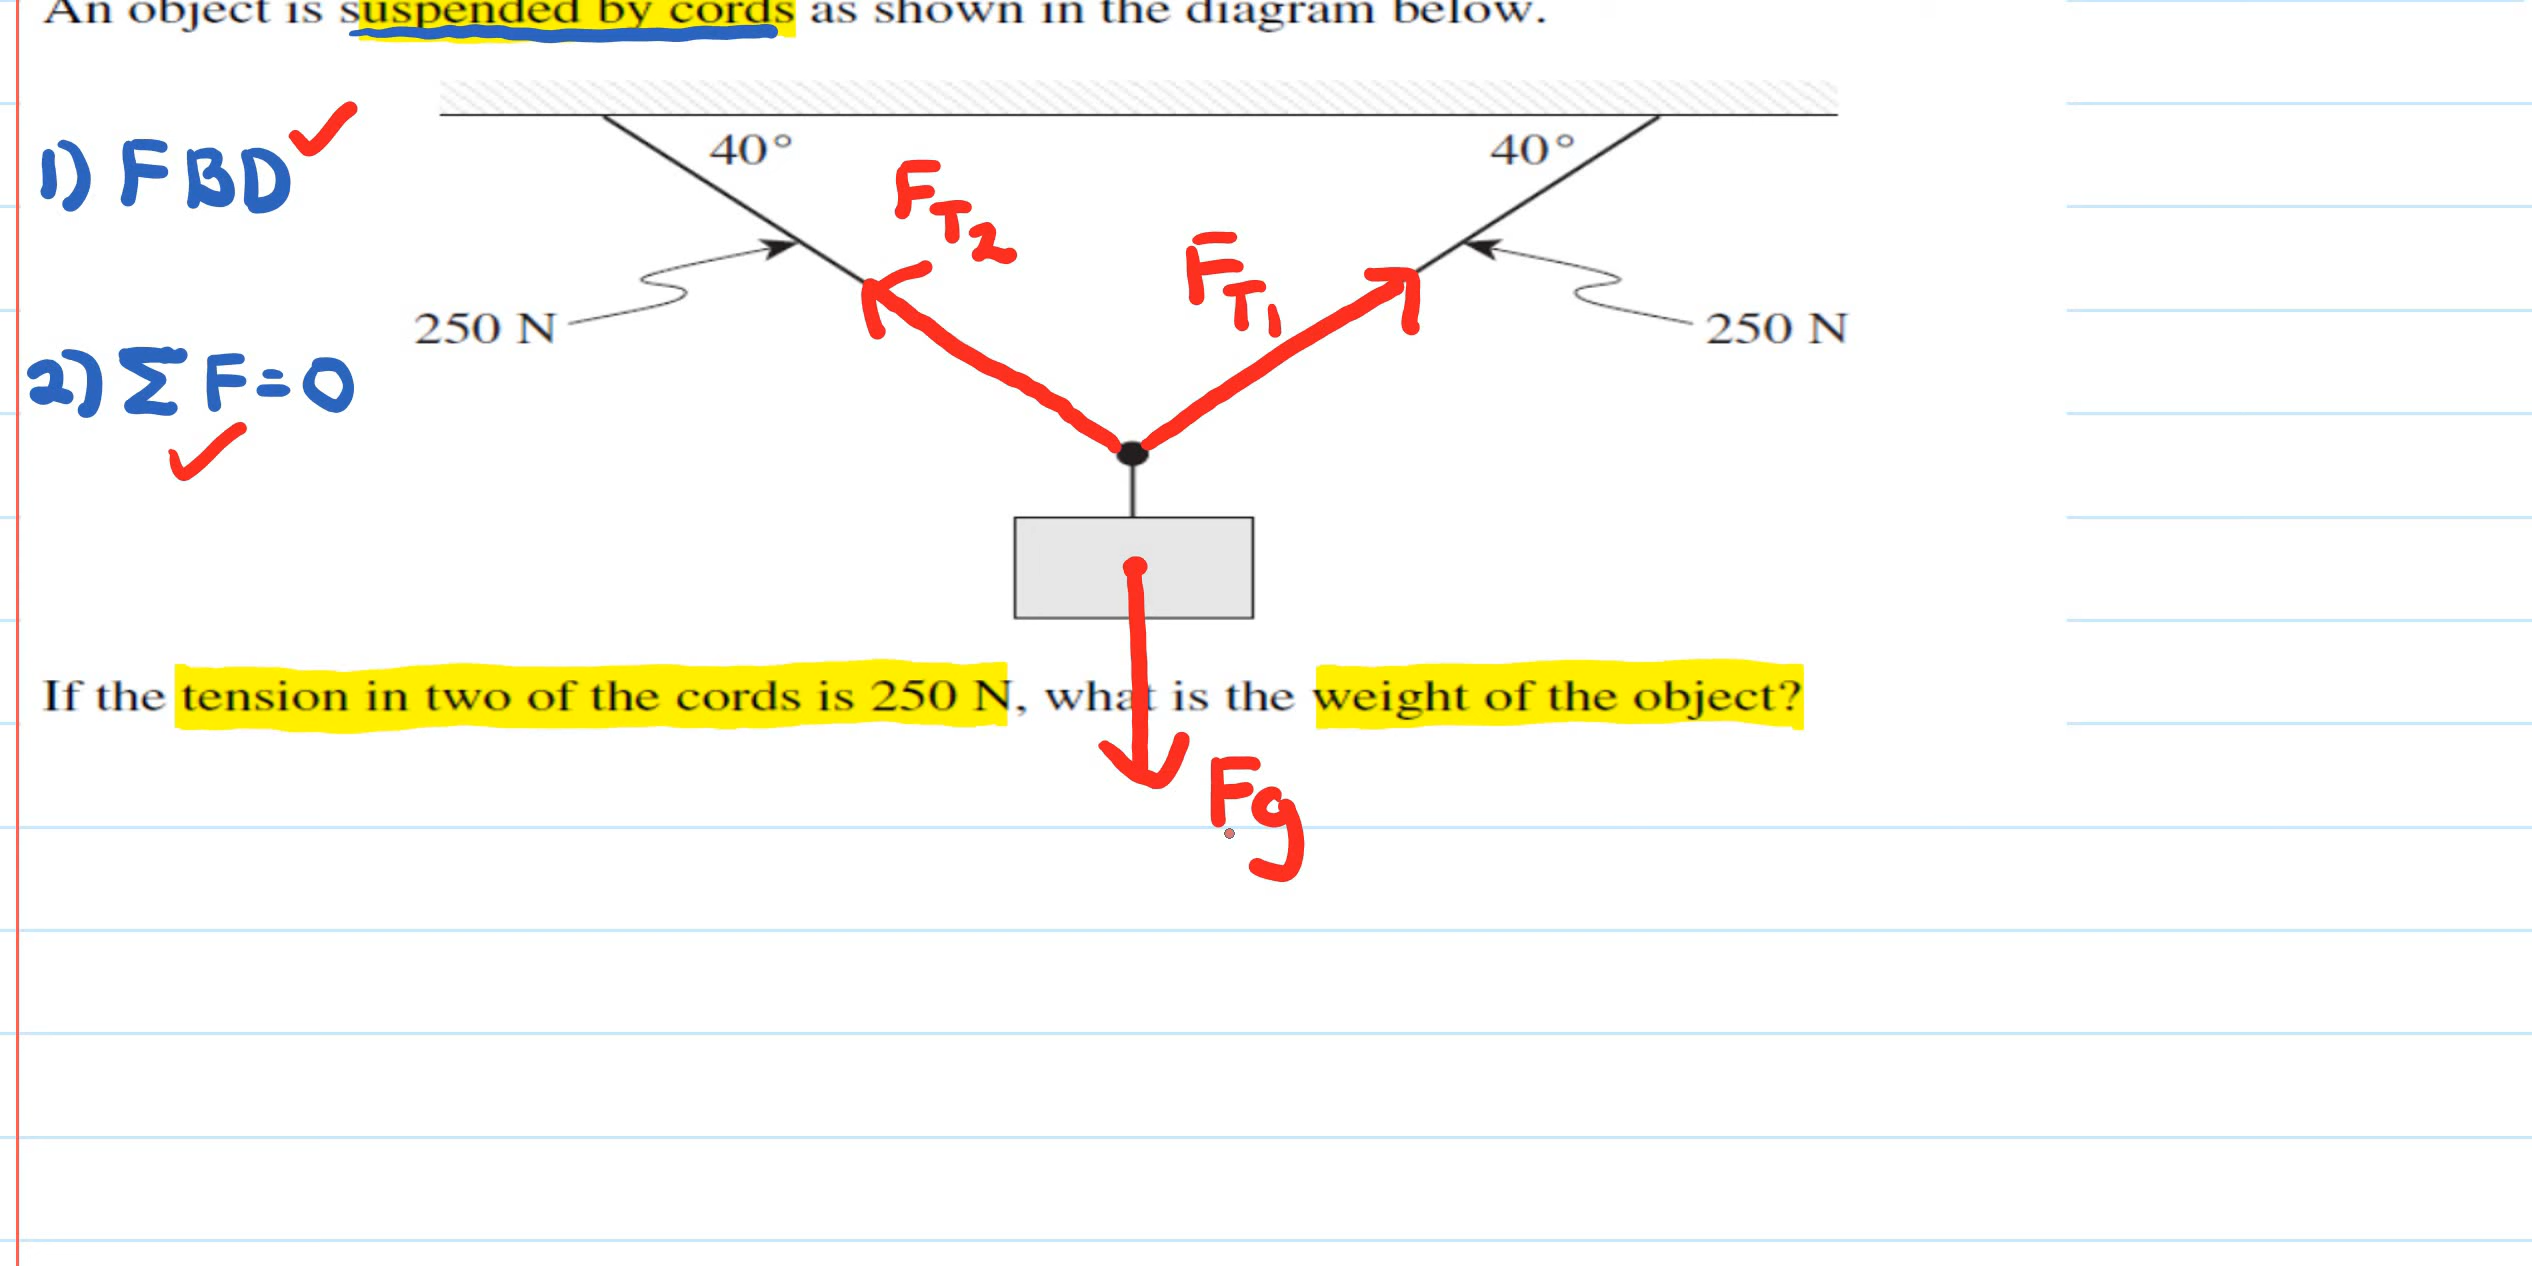 An object is suspended by cords as shown in the diagram below.
1) FBD
40°
40°
F_T2
F_T1
250 N
250 N
2) Σ F = 0
If the tension in two of the cords is 250 N, what is the weight of the object?
Fg